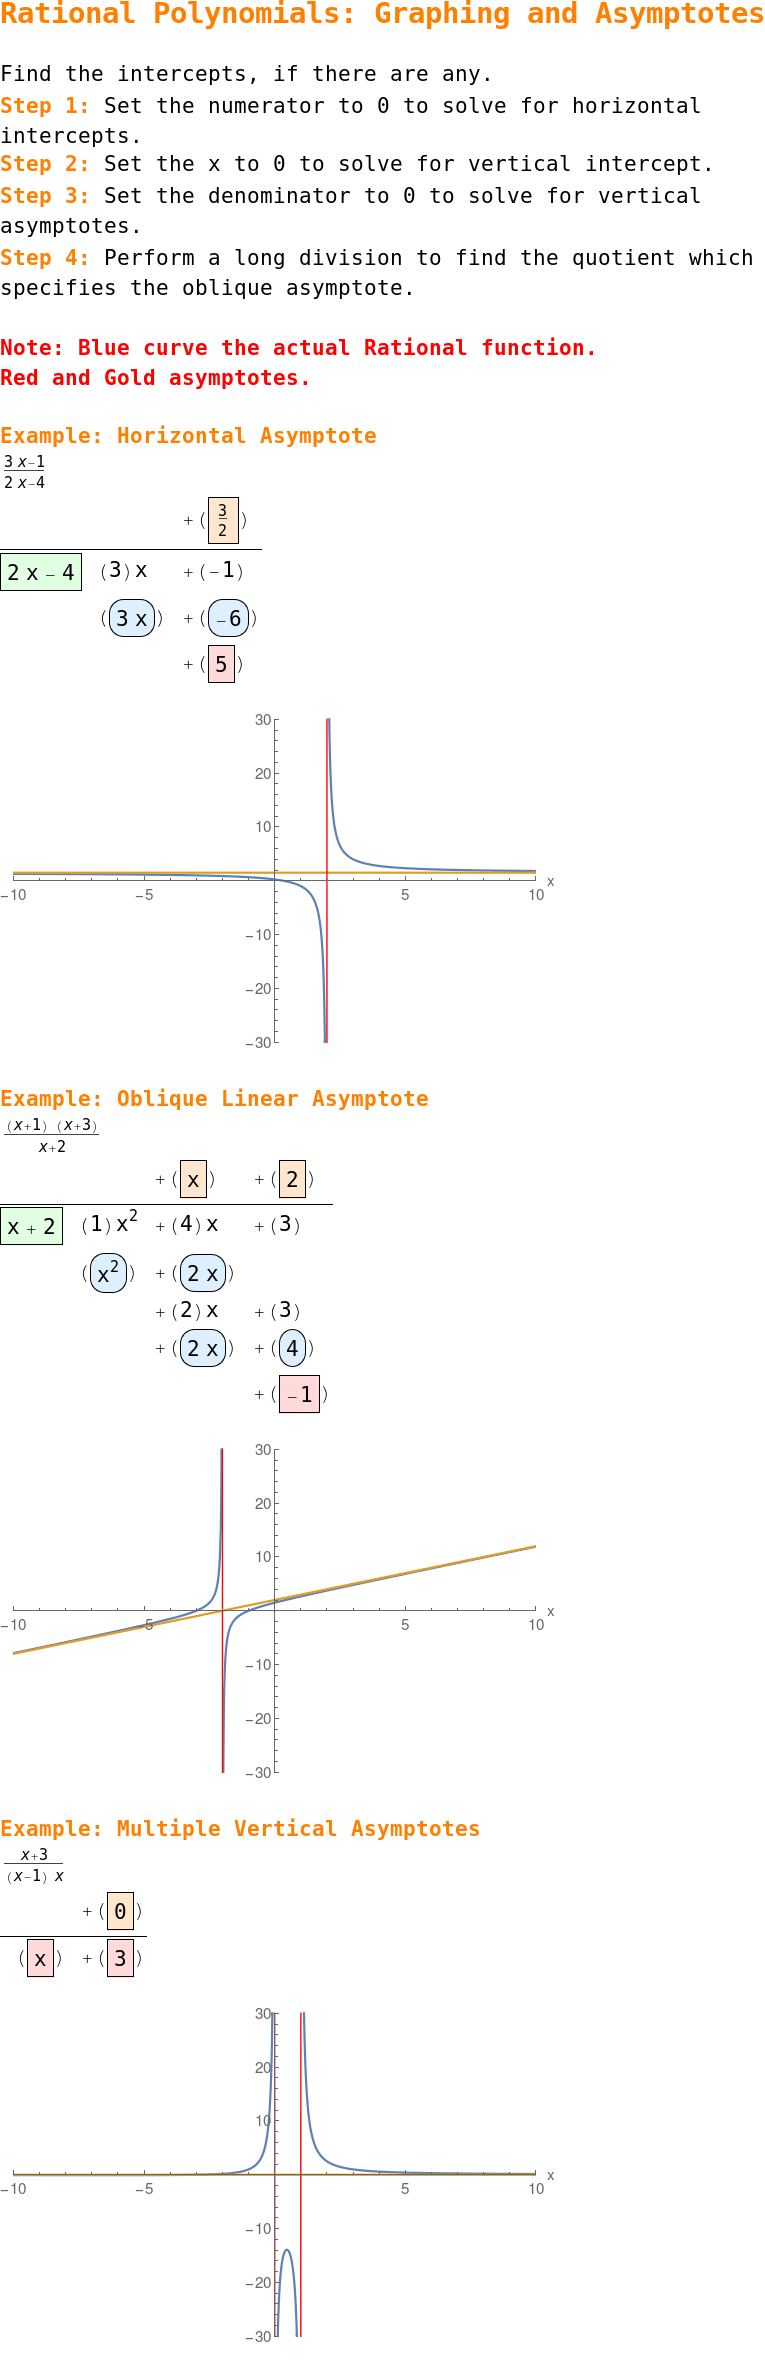 Rational Polynomials: Graphing and Asymptotes
Find the intercepts, if there are any.
Step 1: Set the numerator to 0 to solve for horizontal
intercepts.
Step 2: Set the x to 0 to solve for vertical intercept.
Step 3: Set the denominator to 0 to solve for vertical
asymptotes.
Step 4: Perform a long division to find the quotient which
specifies the oblique asymptote.
Note: Blue curve the actual Rational function.
Red and Gold asymptotes.
Example: Horizontal Asymptote
3 x−1
2 x−4
+ ( 3/2 )
2 x − 4 (3) x + (−1)
(3 x) + (−6)
+ (5)
30
20
10
−10 −5 5 10 x
−10
−20
−30
Example: Oblique Linear Asymptote
(x+1) (x+3)
x+2
+ (x) + (2)
x + 2 (1) x² + (4) x + (3)
(x²) + (2 x)
+ (2) x + (3)
+ (2 x) + (4)
+ (−1)
30
20
10
−10 −5 5 10 x
−10
−20
−30
Example: Multiple Vertical Asymptotes
x+3
(x−1) x
+ (0)
(x) + (3)
30
20
10
−10 −5 5 10 x
−10
−20
−30